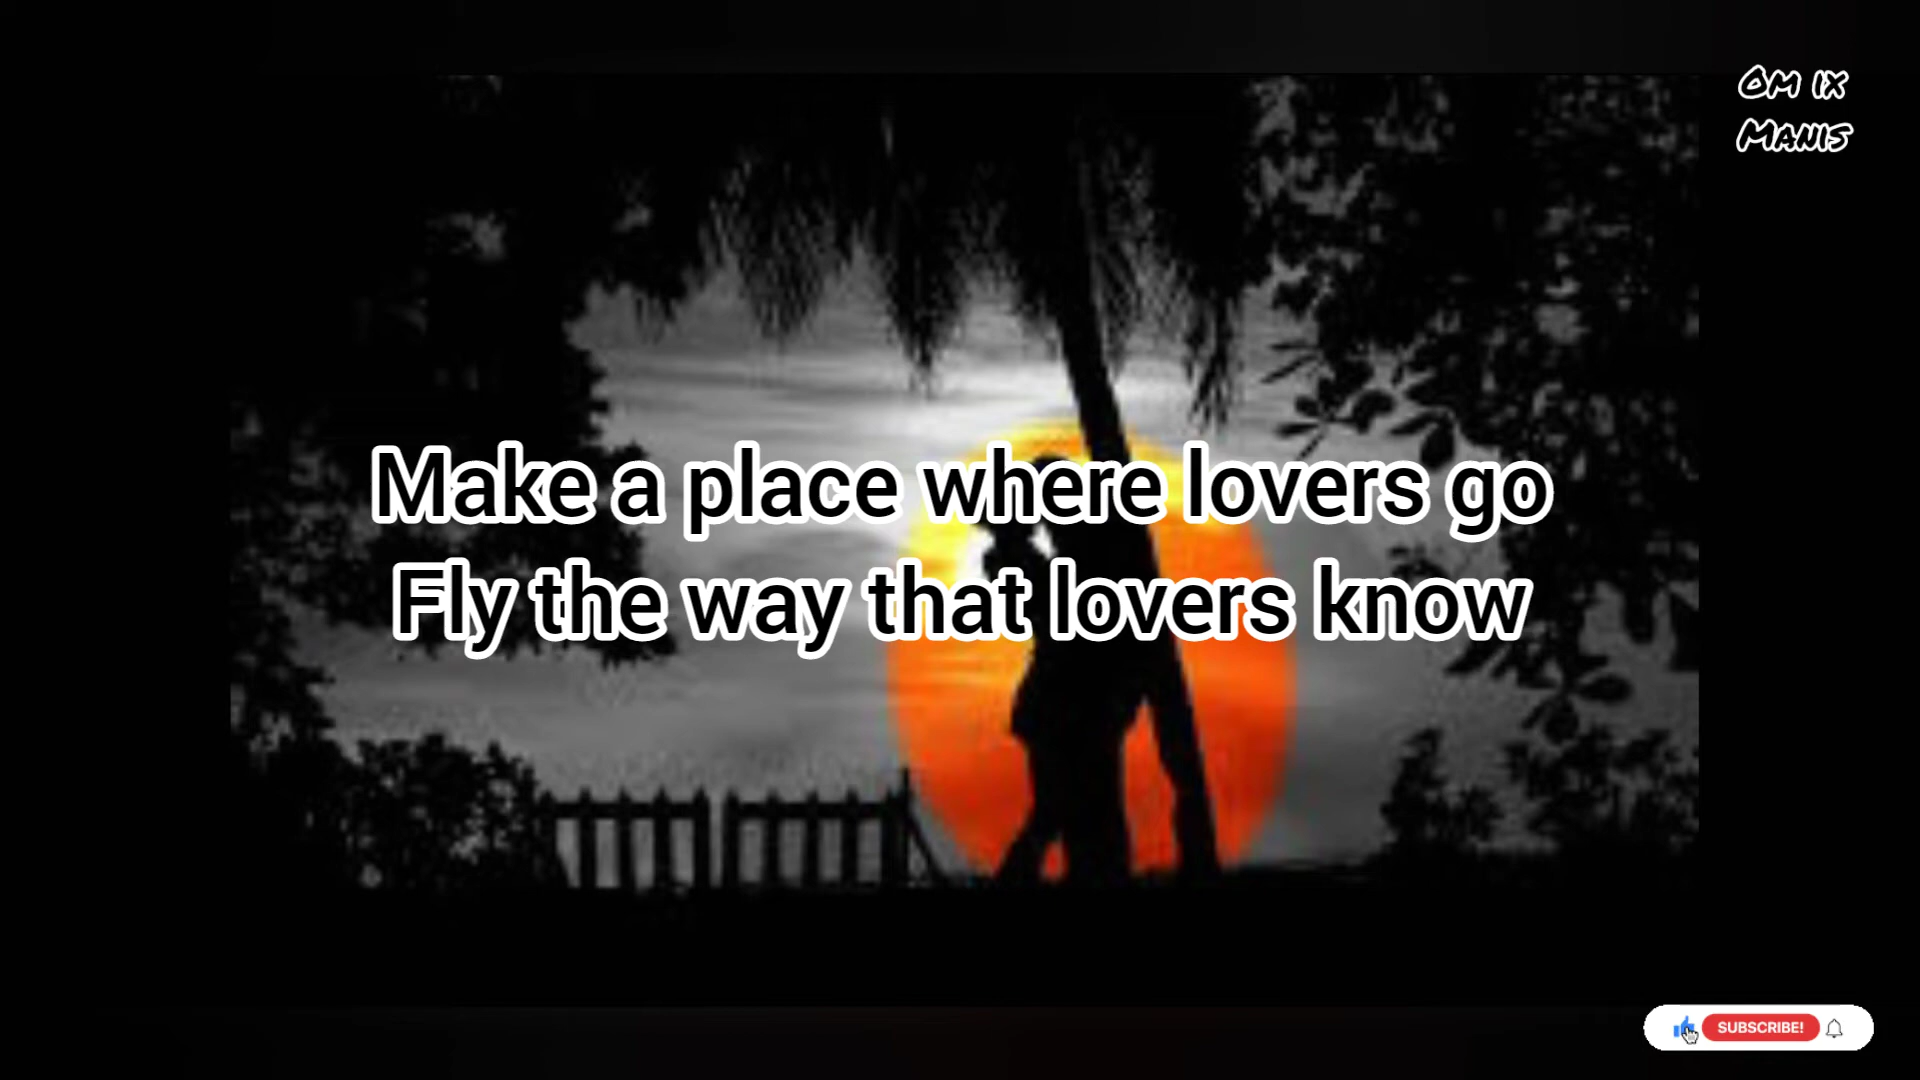 Om ix
Manis
Make a place where lovers go
Fly the way that lovers know
SUBSCRIBE!